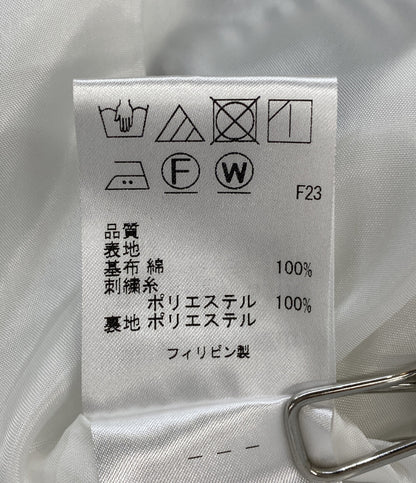 F W
F23
品質
表地
基布 綿 100%
刺繍糸
ポリエステル 100%
裏地 ポリエステル
フィリピン製